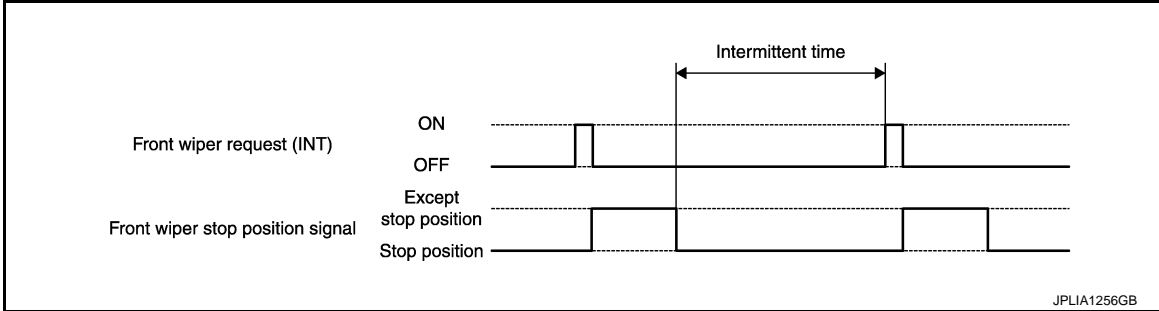 Intermittent time
ON
Front wiper request (INT)
OFF
Except
stop position
Front wiper stop position signal
Stop position
JPLIA1256GB